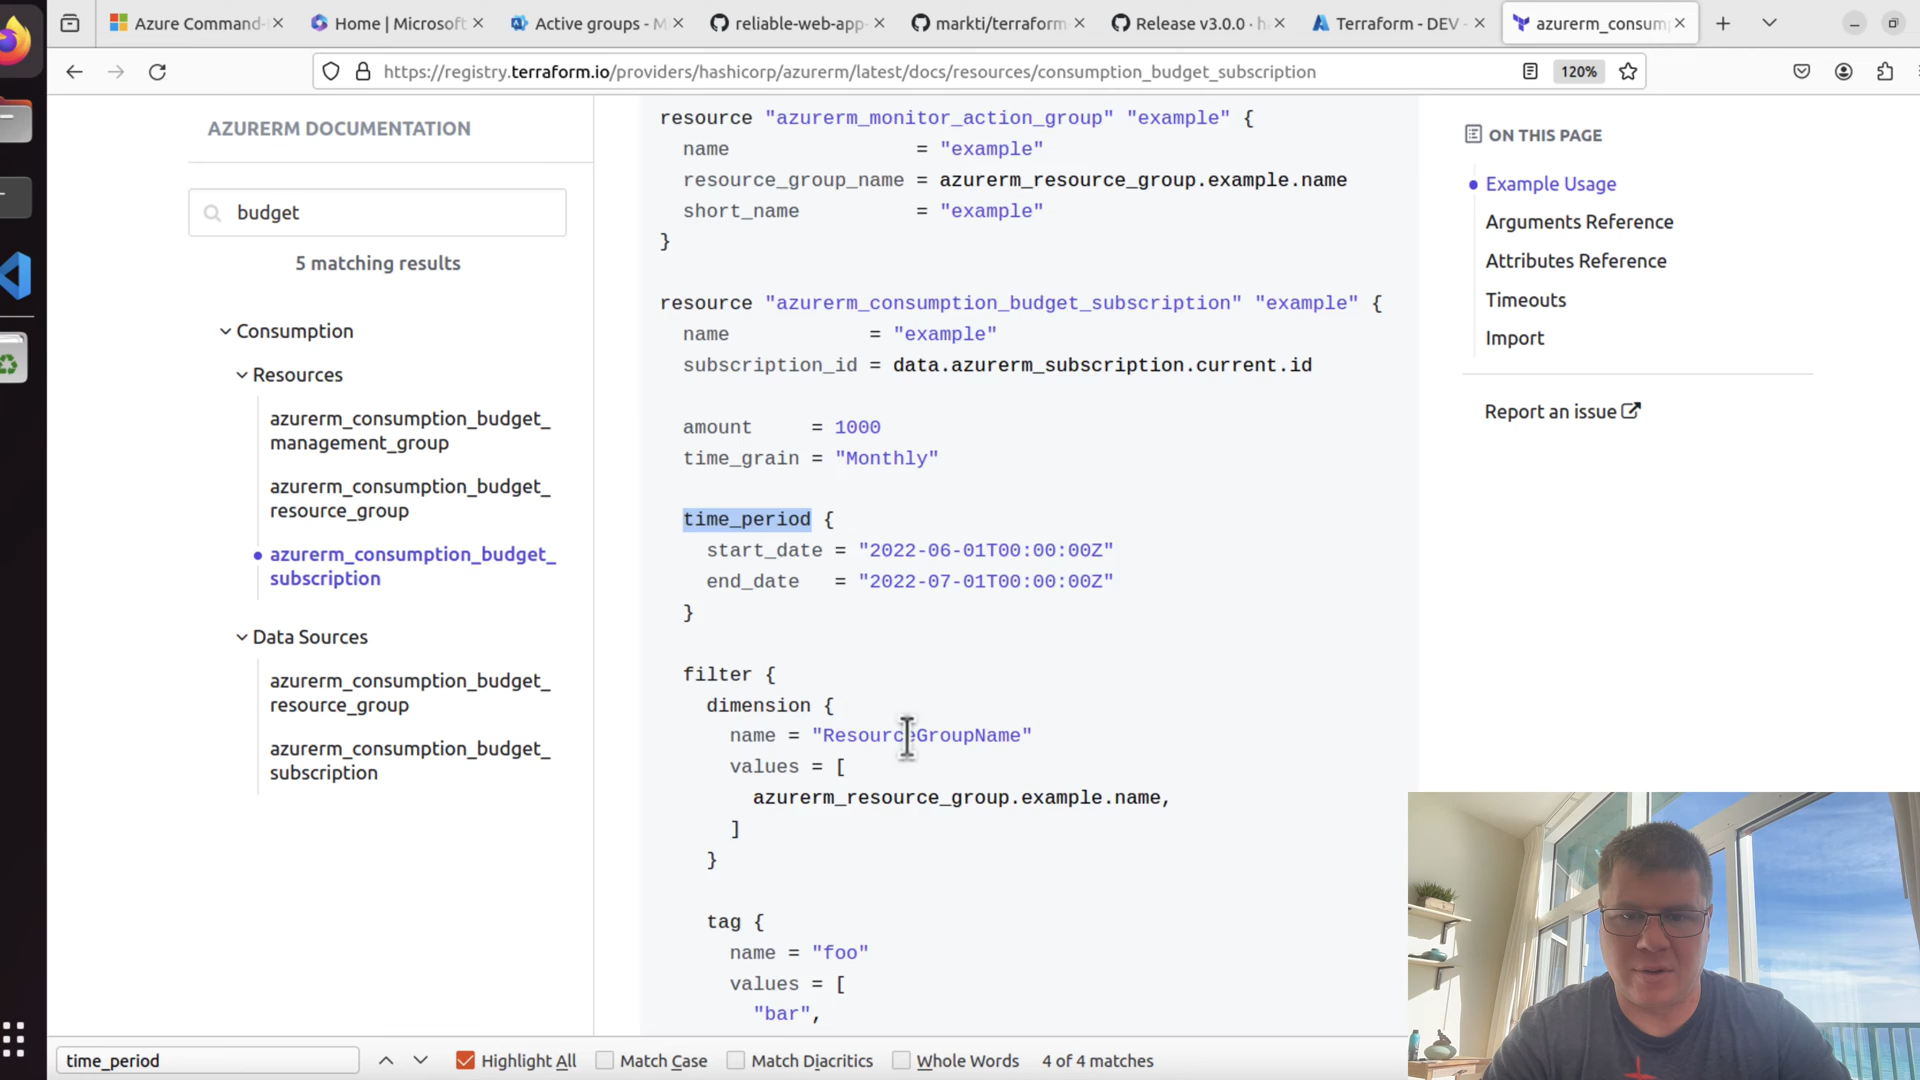 Azure Command-
Home | Microsoft
Active groups - M
reliable-web-app-
markti/terraform
Release v3.0.0 · ha
Terraform - DEV -
azurerm_consum
https://registry.terraform.io/providers/hashicorp/azurerm/latest/docs/resources/consumption_budget_subscription
120%
AZURERM DOCUMENTATION
budget
5 matching results
Consumption
Resources
azurerm_consumption_budget_
management_group
azurerm_consumption_budget_
resource_group
azurerm_consumption_budget_
subscription
Data Sources
azurerm_consumption_budget_
resource_group
azurerm_consumption_budget_
subscription
resource "azurerm_monitor_action_group" "example" {
name = "example"
resource_group_name = azurerm_resource_group.example.name
short_name = "example"
}
resource "azurerm_consumption_budget_subscription" "example" {
name = "example"
subscription_id = data.azurerm_subscription.current.id
amount = 1000
time_grain = "Monthly"
time_period {
start_date = "2022-06-01T00:00:00Z"
end_date = "2022-07-01T00:00:00Z"
}
filter {
dimension {
name = "ResourceGroupName"
values = [
azurerm_resource_group.example.name,
]
}
tag {
name = "foo"
values = [
"bar",
ON THIS PAGE
Example Usage
Arguments Reference
Attributes Reference
Timeouts
Import
Report an issue
time_period
Highlight All
Match Case
Match Diacritics
Whole Words
4 of 4 matches